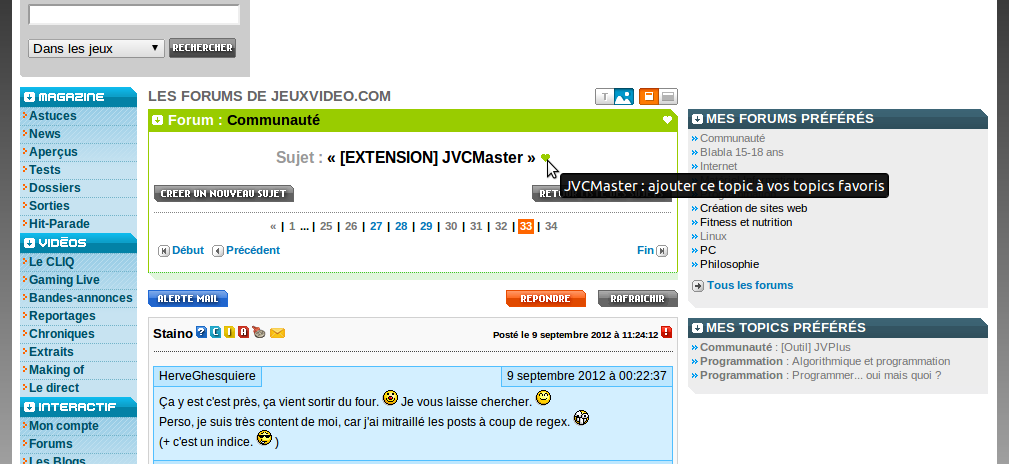 Dans les jeux
RECHERCHER
MAGAZINE
Astuces
News
Aperçus
Tests
Dossiers
Sorties
Hit-Parade
VIDÉOS
Le CLIQ
Gaming Live
Bandes-annonces
Reportages
Chroniques
Extraits
Making of
Le direct
INTERACTIF
Mon compte
Forums
Les Blogs
LES FORUMS DE JEUXVIDEO.COM
T
Forum : Communauté
Sujet : « [EXTENSION] JVCMaster »
JVCMaster : ajouter ce topic à vos topics favoris
CREER UN NOUVEAU SUJET
« | 1 ... | 25 | 26 | 27 | 28 | 29 | 30 | 31 | 32 | 33 | 34
Début Précédent Fin
ALERTE MAIL REPONDRE RAFRAICHIR
Staino ? C I A Posté le 9 septembre 2012 à 11:24:12
HerveGhesquiere 9 septembre 2012 à 00:22:37
Ça y est c'est près, ça vient sortir du four. Je vous laisse chercher.
Perso, je suis très content de moi, car j'ai mitraillé les posts à coup de regex.
(+ c'est un indice. )
MES FORUMS PRÉFÉRÉS
Communauté
Blabla 15-18 ans
Internet
Création de sites web
Fitness et nutrition
Linux
PC
Philosophie
Tous les forums
MES TOPICS PRÉFÉRÉS
Communauté : [Outil] JVPlus
Programmation : Algorithmique et programmation
Programmation : Programmer... oui mais quoi ?